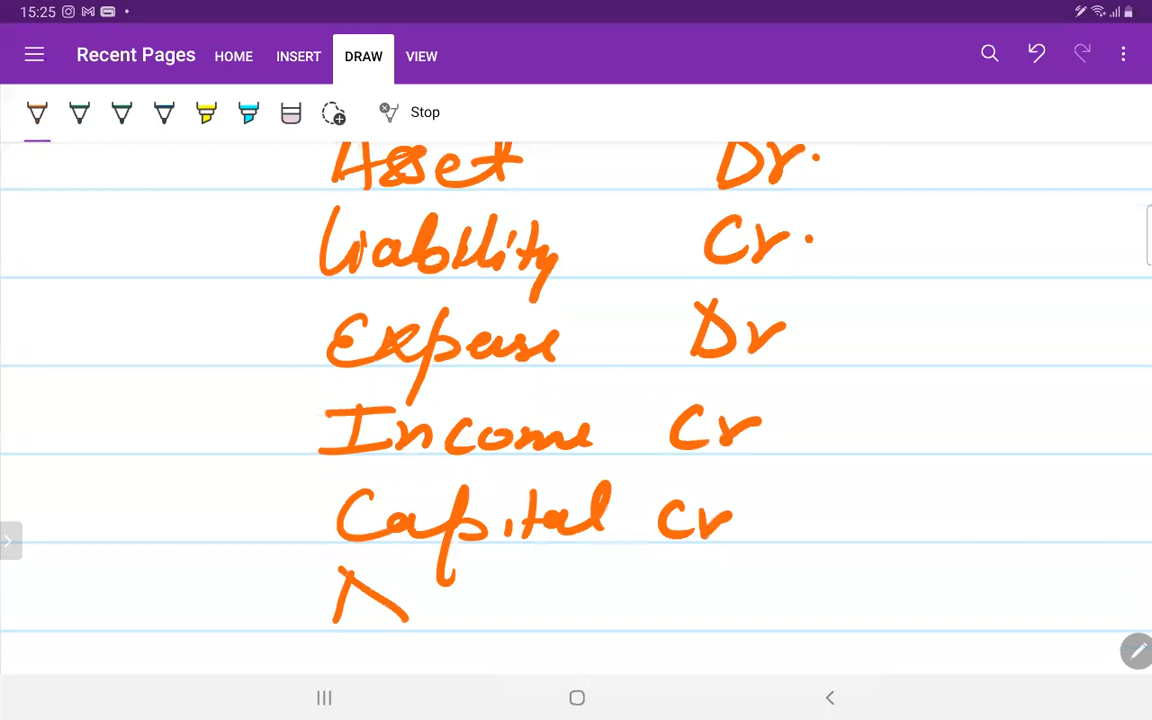 15:25
Recent Pages HOME INSERT DRAW VIEW
Stop
Asset Dr.
Liability Cr.
Expense Dr
Income Cr
Capital Cr